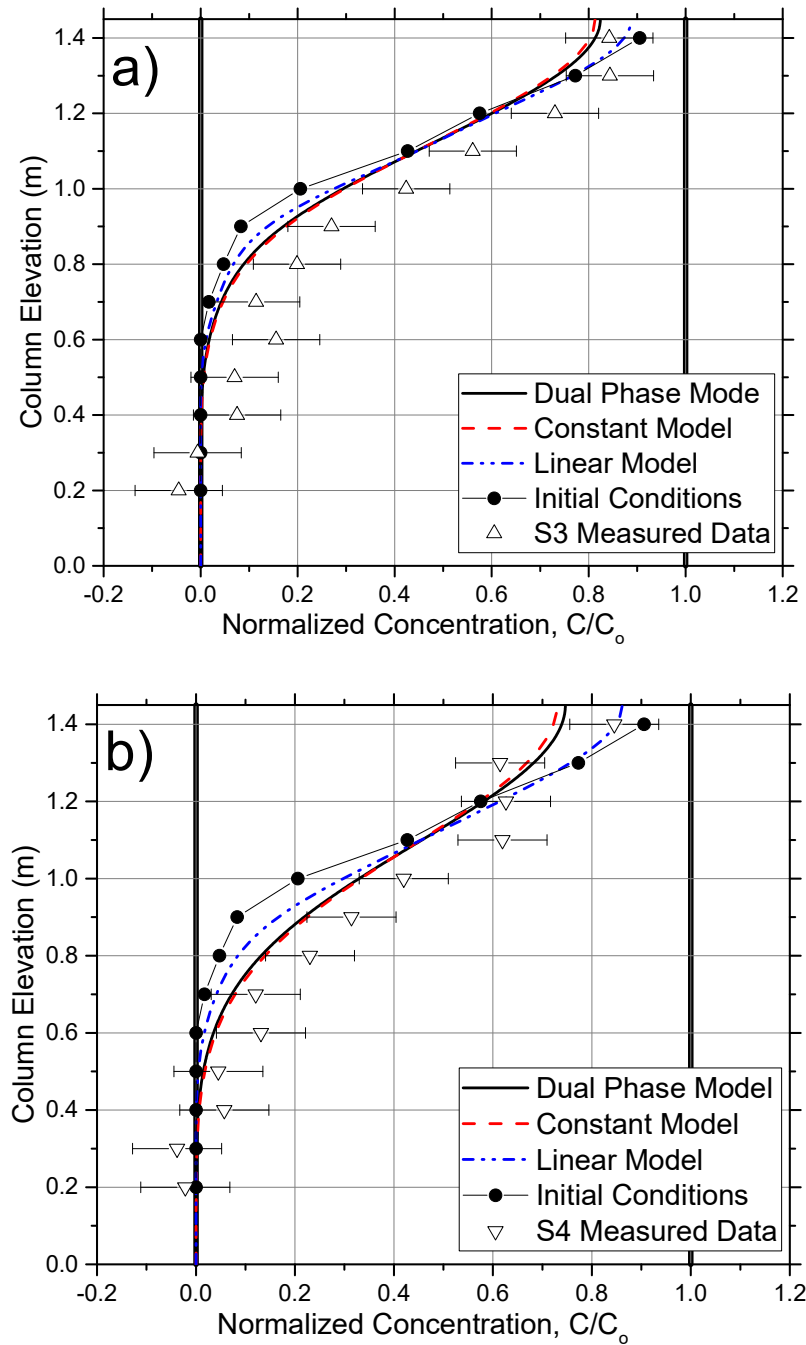 a)
1.4
1.2
1.0
0.8
0.6
0.4
0.2
0.0
Column Elevation (m)
Dual Phase Mode
Constant Model
Linear Model
Initial Conditions
S3 Measured Data
-0.2 0.0 0.2 0.4 0.6 0.8 1.0 1.2
Normalized Concentration, C/Co
b)
1.4
1.2
1.0
0.8
0.6
0.4
0.2
0.0
Column Elevation (m)
Dual Phase Model
Constant Model
Linear Model
Initial Conditions
S4 Measured Data
-0.2 0.0 0.2 0.4 0.6 0.8 1.0 1.2
Normalized Concentration, C/Co